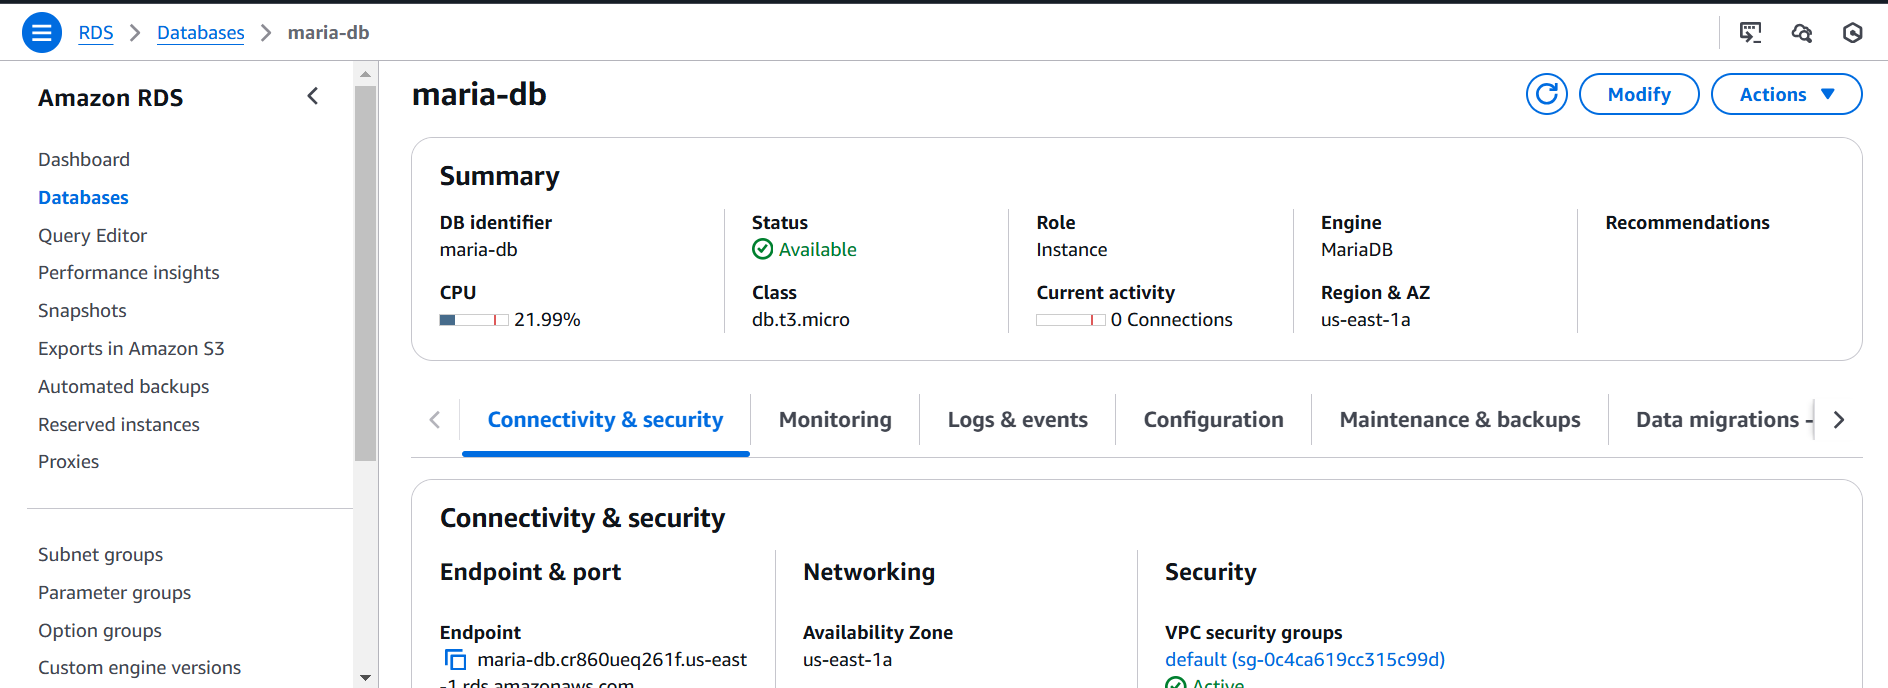 RDS > Databases > maria-db
Amazon RDS
Dashboard
Databases
Query Editor
Performance insights
Snapshots
Exports in Amazon S3
Automated backups
Reserved instances
Proxies
Subnet groups
Parameter groups
Option groups
Custom engine versions
maria-db
Modify
Actions
Summary
DB identifier
maria-db
CPU
21.99%
Status
Available
Class
db.t3.micro
Role
Instance
Current activity
0 Connections
Engine
MariaDB
Region & AZ
us-east-1a
Recommendations
Connectivity & security
Monitoring
Logs & events
Configuration
Maintenance & backups
Data migrations -
Connectivity & security
Endpoint & port
Endpoint
maria-db.cr860ueq261f.us-east
-1.rds.amazonaws.com
Networking
Availability Zone
us-east-1a
Security
VPC security groups
default (sg-0c4ca619cc315c99d)
Active